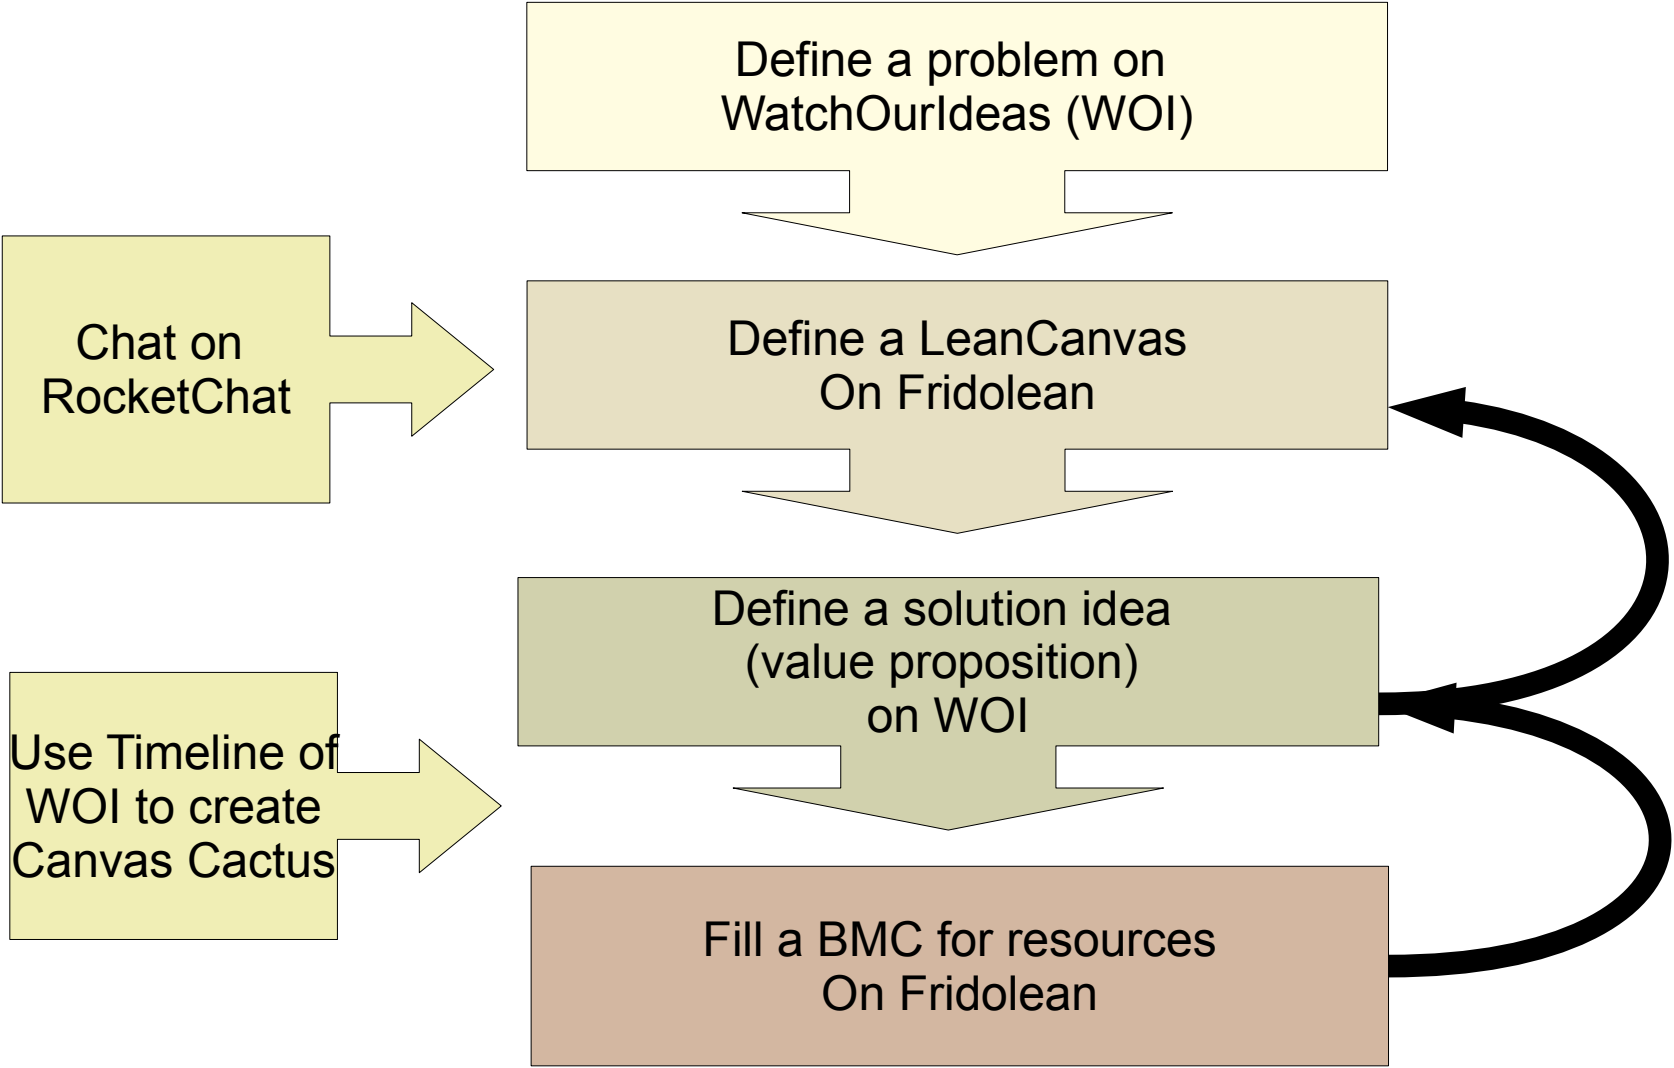 Define a problem on
WatchOurIdeas (WOI)
Chat on
RocketChat
Define a LeanCanvas
On Fridolean
Define a solution idea
(value proposition)
on WOI
Use Timeline of
WOI to create
Canvas Cactus
Fill a BMC for resources
On Fridolean